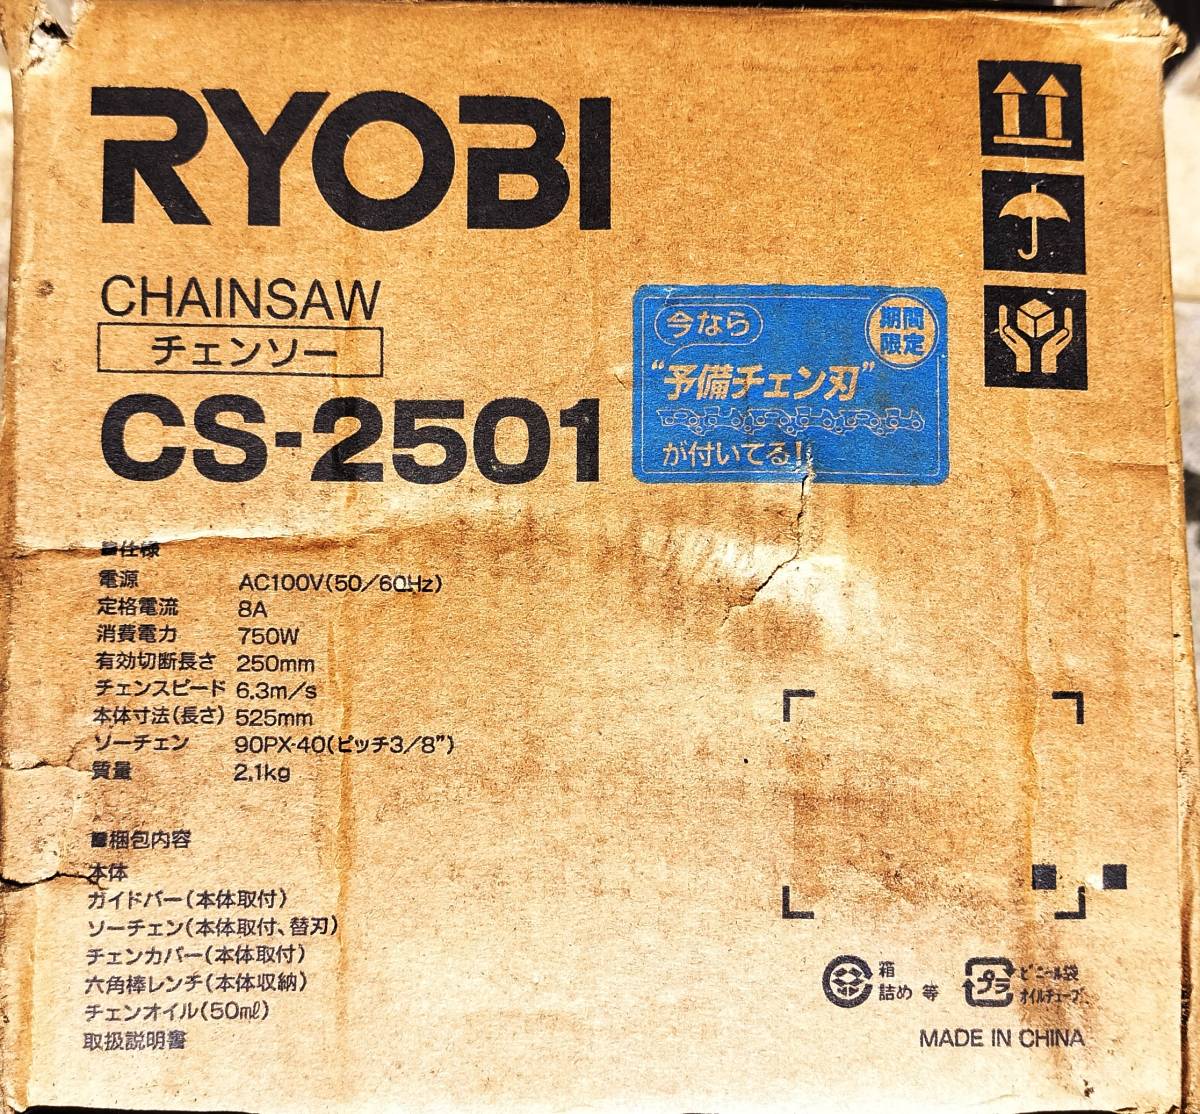 RYOBI
CHAINSAW
チェンソー
CS-2501
今なら
期間
限定
“予備チェン刃”
が付いてる!!
■仕様
電源 AC100V(50/60Hz)
定格電流 8A
消費電力 750W
有効切断長さ 250mm
チェンスピード 6.3m/s
本体寸法(長さ) 525mm
ソーチェン 90PX-40(ピッチ3/8”)
質量 2.1kg
■梱包内容
本体
ガイドバー(本体取付)
ソーチェン(本体取付、替刃)
チェンカバー(本体取付)
六角棒レンチ(本体収納)
チェンオイル(50㎖)
取扱説明書
箱
詰め 等
プラ
ビニール袋
オイルチューブ
MADE IN CHINA